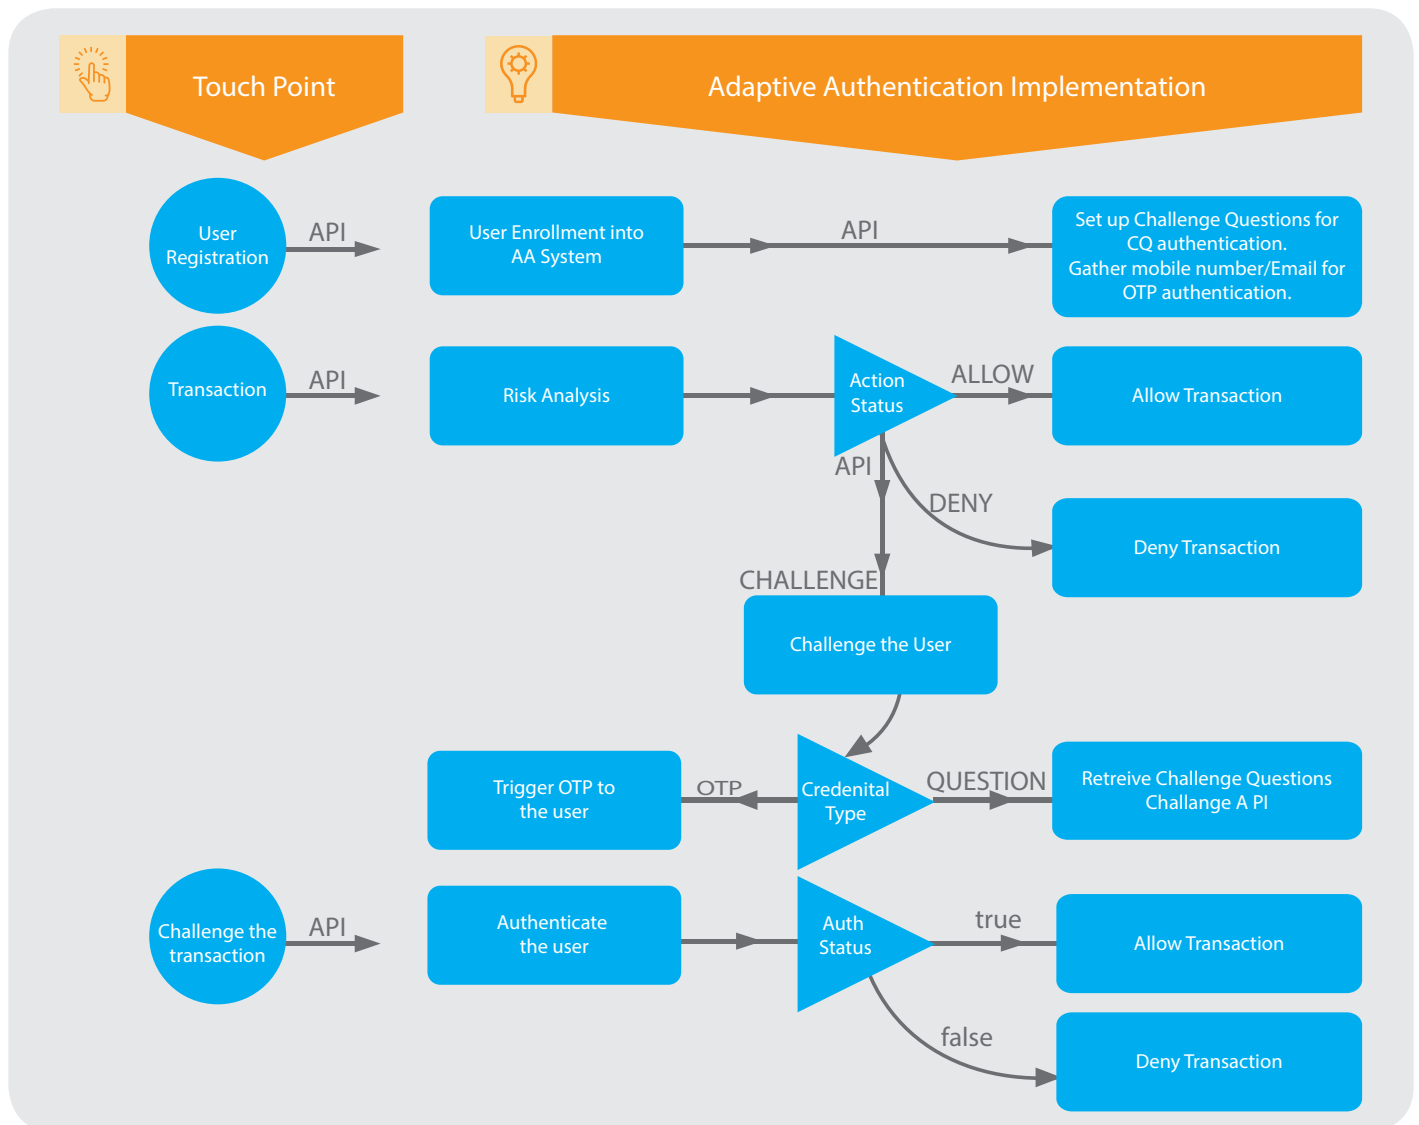 Touch Point
Adaptive Authentication Implementation
User
Registration
API
User Enrollment into
AA System
API
Set up Challenge Questions for
CQ authentication.
Gather mobile number/Email for
OTP authentication.
Transaction
API
Risk Analysis
Action
Status
ALLOW
Allow Transaction
API
DENY
Deny Transaction
CHALLENGE
Challenge the User
Trigger OTP to
the user
OTP
Credenital
Type
QUESTION
Retreive Challenge Questions
Challange A PI
Challenge the
transaction
API
Authenticate
the user
Auth
Status
true
Allow Transaction
false
Deny Transaction